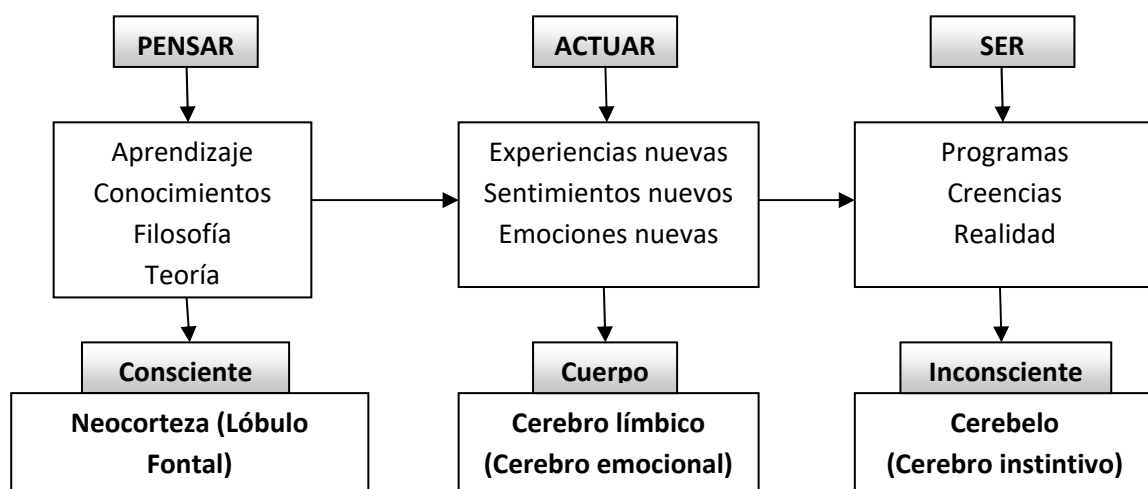 PENSAR
ACTUAR
SER
Aprendizaje
Conocimientos
Filosofía
Teoría
Experiencias nuevas
Sentimientos nuevos
Emociones nuevas
Programas
Creencias
Realidad
Consciente
Cuerpo
Inconsciente
Neocorteza (Lóbulo
Fontal)
Cerebro límbico
(Cerebro emocional)
Cerebelo
(Cerebro instintivo)